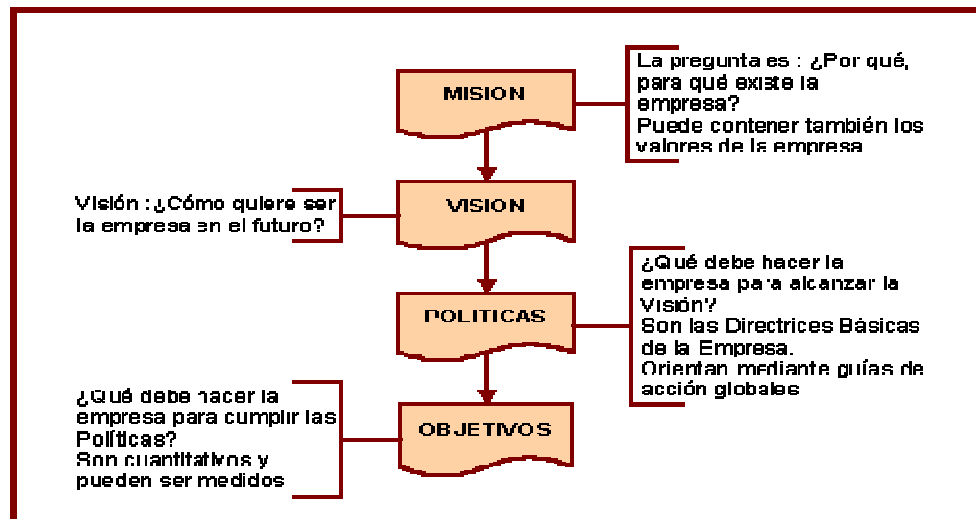 MISION
La pregunta es : ¿Por qué,
para qué existe la
empresa?
Puede contener también los
valores de la empresa
VISION
Visión : ¿Cómo quiere ser
la empresa en el futuro?
POLITICAS
¿Qué debe hacer la
empresa para alcanzar la
Visión?
Son las Directrices Básicas
de la Empresa.
Orientan mediante guías de
acción globales
OBJETIVOS
¿Qué debe hacer la
empresa para cumplir las
Políticas?
Son cuantitativos y
pueden ser medidos